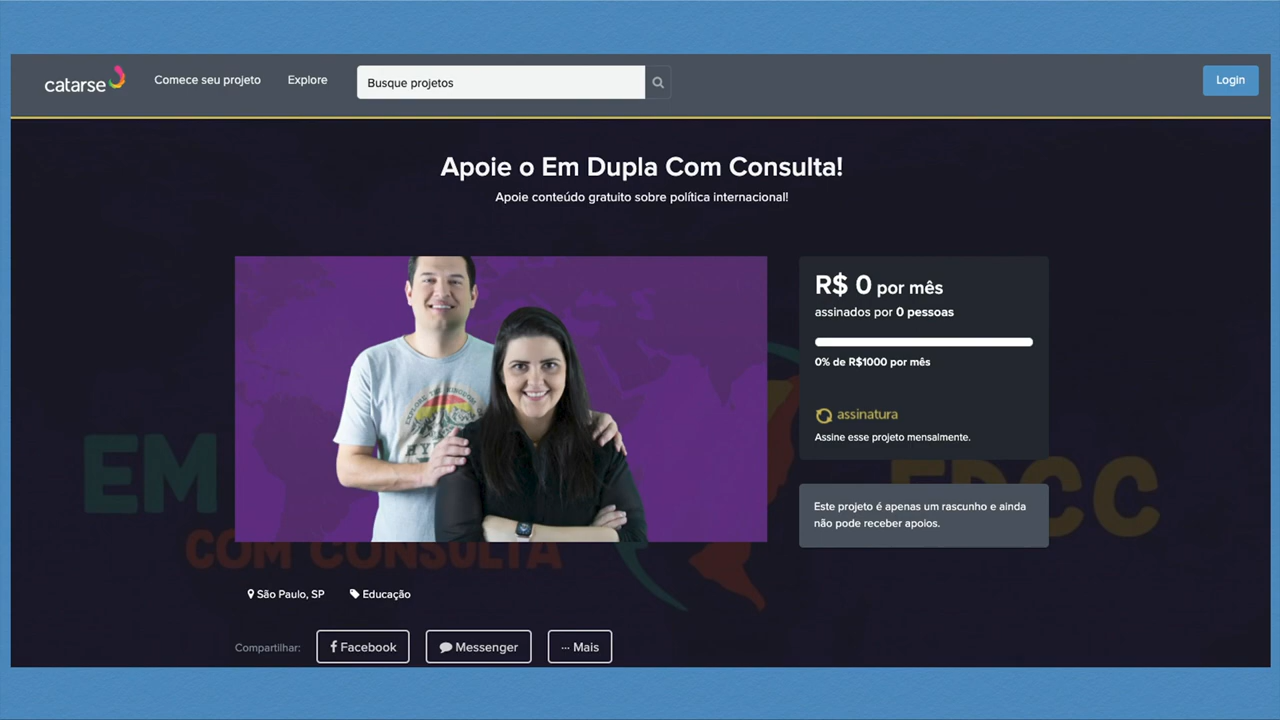 catarse
Comece seu projeto
Explore
Busque projetos
Login
Apoie o Em Dupla Com Consulta!
Apoie conteúdo gratuito sobre política internacional!
R$ 0 por mês
assinados por 0 pessoas
0% de R$1000 por mês
assinatura
Assine esse projeto mensalmente.
Este projeto é apenas um rascunho e ainda
não pode receber apoios.
EM
COM CONSULTA
EDCC
São Paulo, SP
Educação
Compartilhar:
Facebook
Messenger
··· Mais